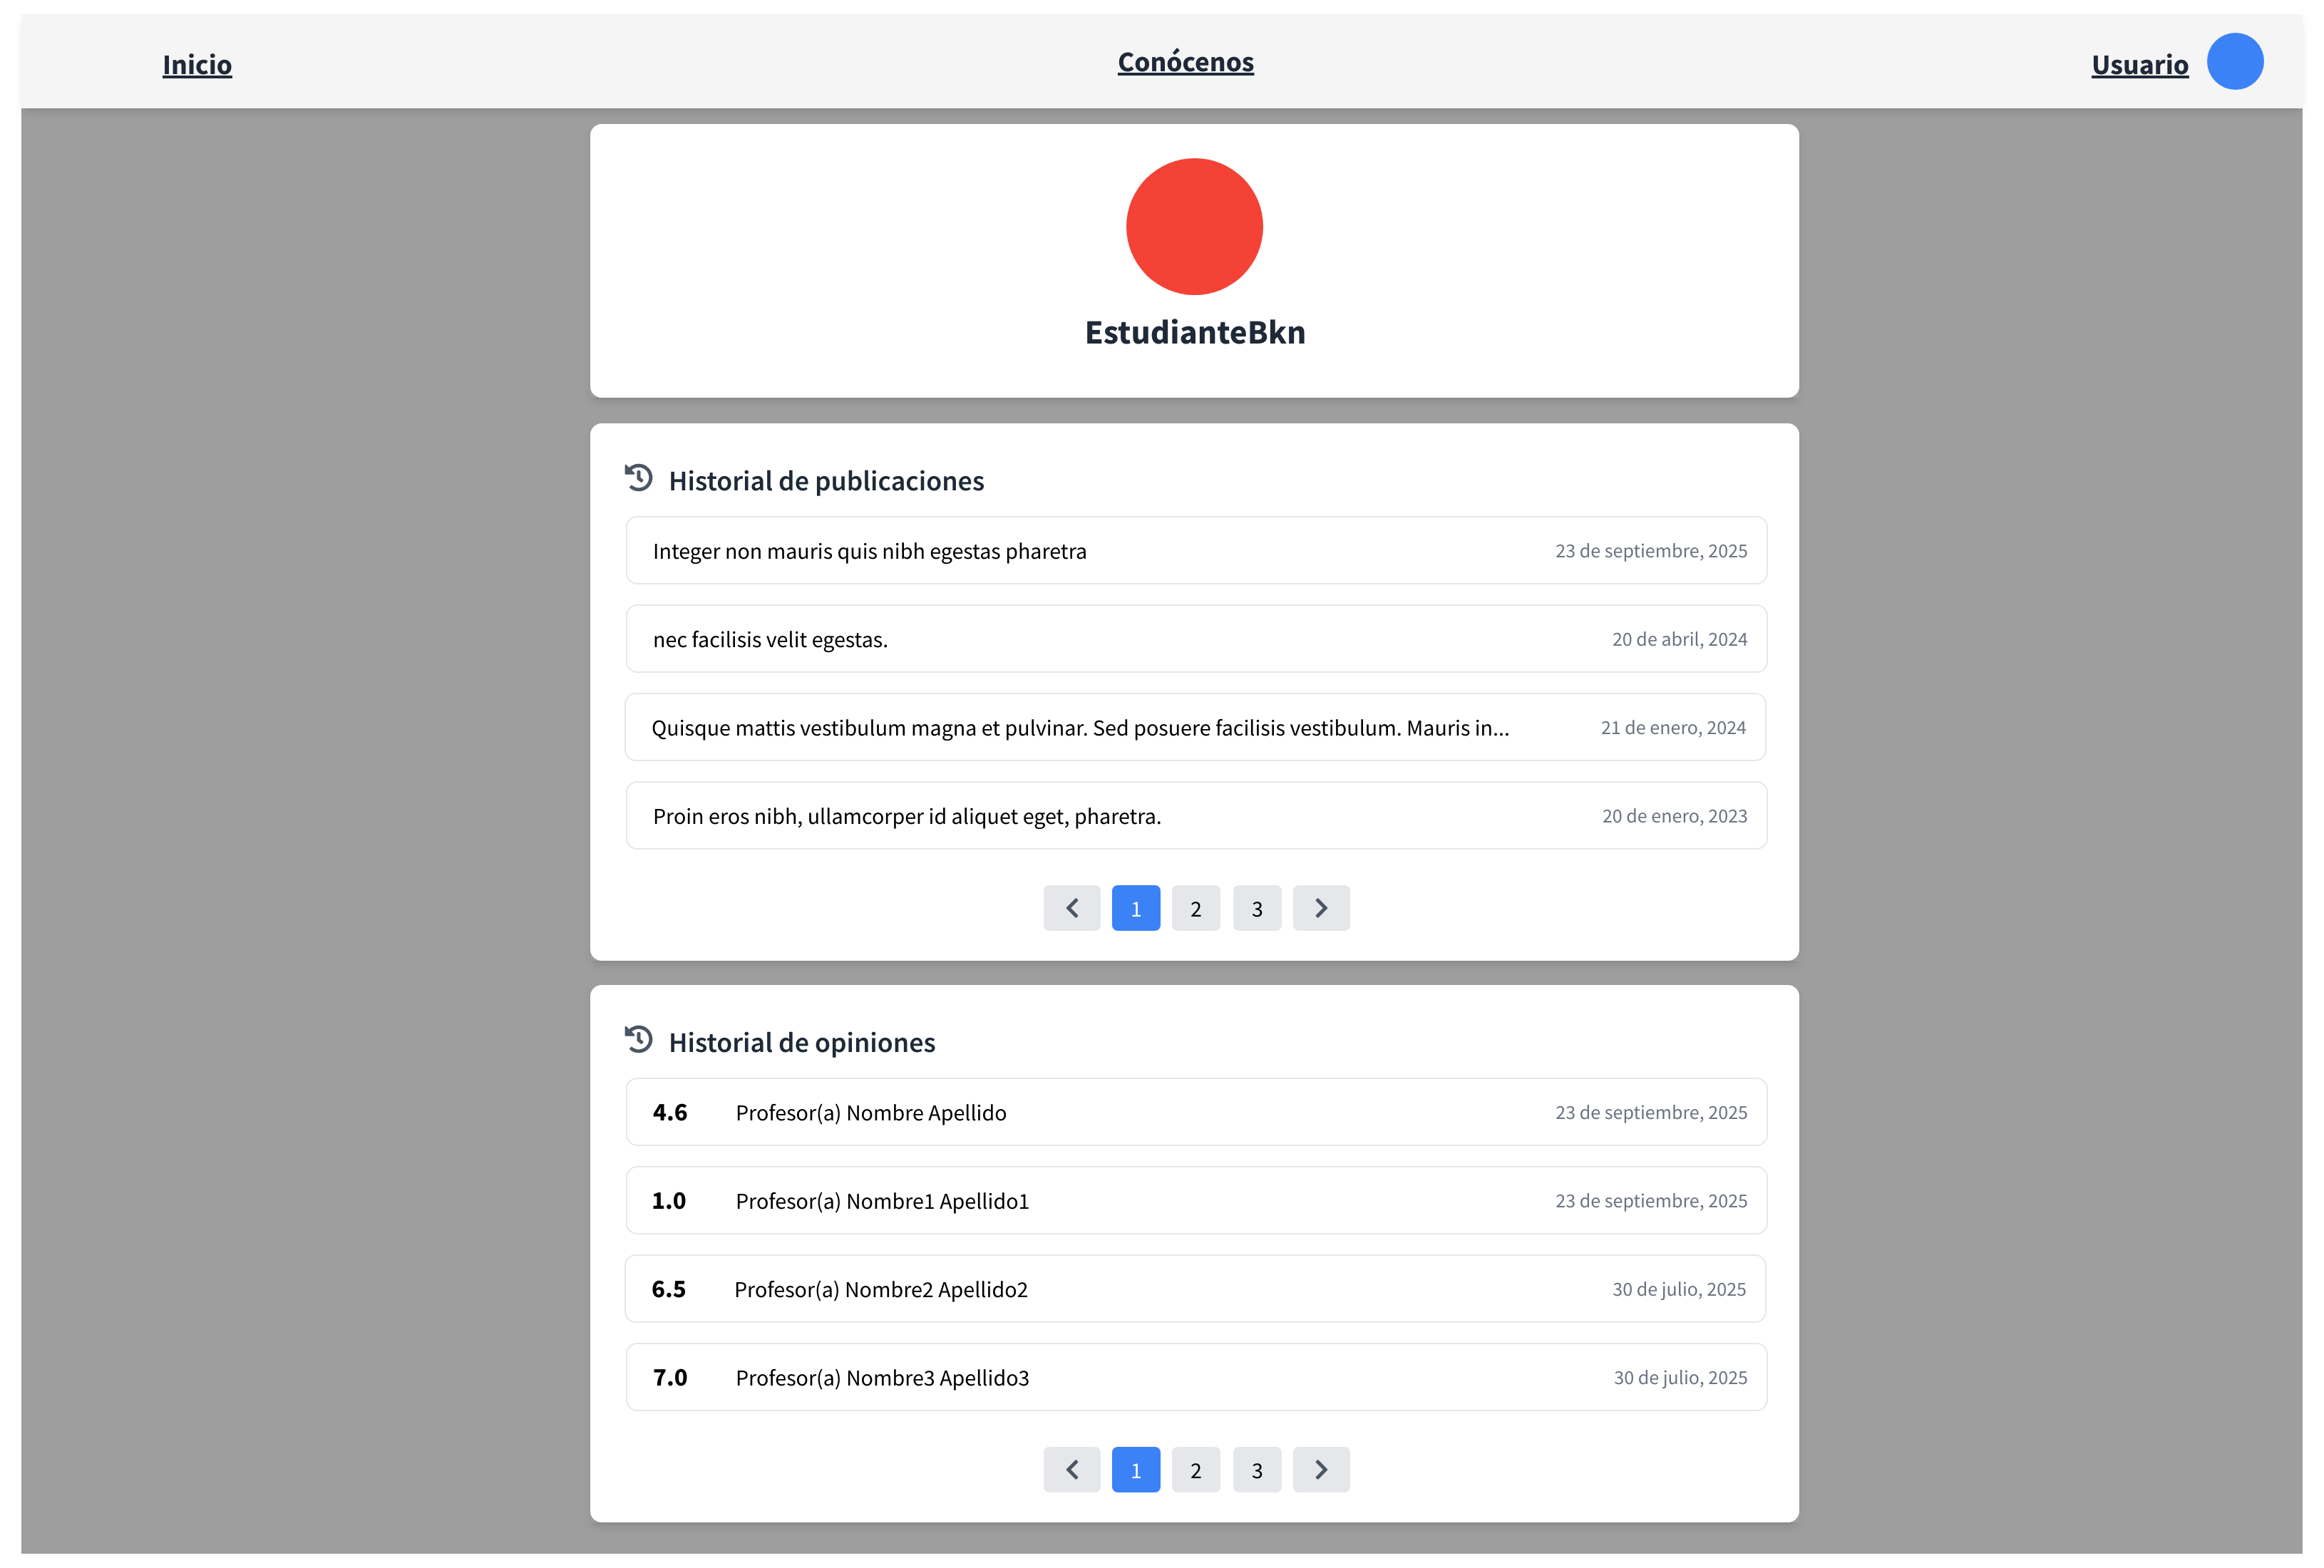 Inicio
Conócenos
Usuario
EstudianteBkn
Historial de publicaciones
Integer non mauris quis nibh egestas pharetra
23 de septiembre, 2025
nec facilisis velit egestas.
20 de abril, 2024
Quisque mattis vestibulum magna et pulvinar. Sed posuere facilisis vestibulum. Mauris in...
21 de enero, 2024
Proin eros nibh, ullamcorper id aliquet eget, pharetra.
20 de enero, 2023
1 2 3
Historial de opiniones
4.6 Profesor(a) Nombre Apellido
23 de septiembre, 2025
1.0 Profesor(a) Nombre1 Apellido1
23 de septiembre, 2025
6.5 Profesor(a) Nombre2 Apellido2
30 de julio, 2025
7.0 Profesor(a) Nombre3 Apellido3
30 de julio, 2025
1 2 3